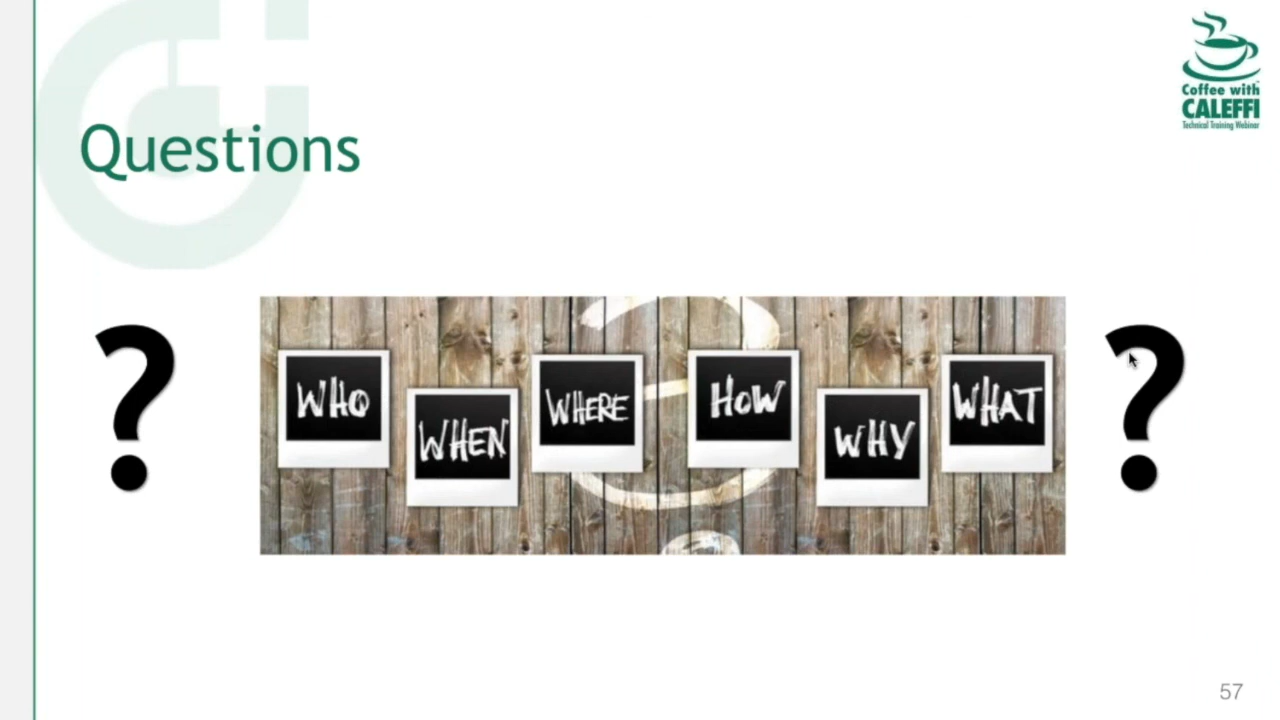 Coffee with
CALEFFI
Technical Training Webinar
Questions
?
WHO
WHEN
WHERE
HOW
WHY
WHAT
?
57